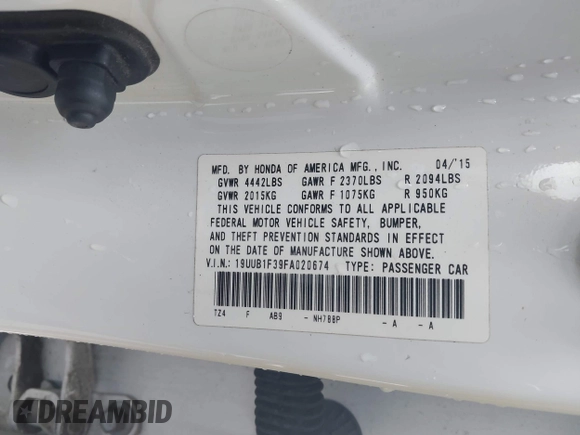 MFD. BY HONDA OF AMERICA MFG., INC. 04/'15
GVWR 4442LBS GAWR F 2370LBS R 2094LBS
GVWR 2015KG GAWR F 1075KG R 950KG
THIS VEHICLE CONFORMS TO ALL APPLICABLE
FEDERAL MOTOR VEHICLE SAFETY, BUMPER,
AND THEFT PREVENTION STANDARDS IN EFFECT
ON THE DATE OF MANUFACTURE SHOWN ABOVE.
V.I.N.: 19UUB1F39FA020674 TYPE: PASSENGER CAR
TZ4 F AB9 - NH788P - A - A
DREAMBID